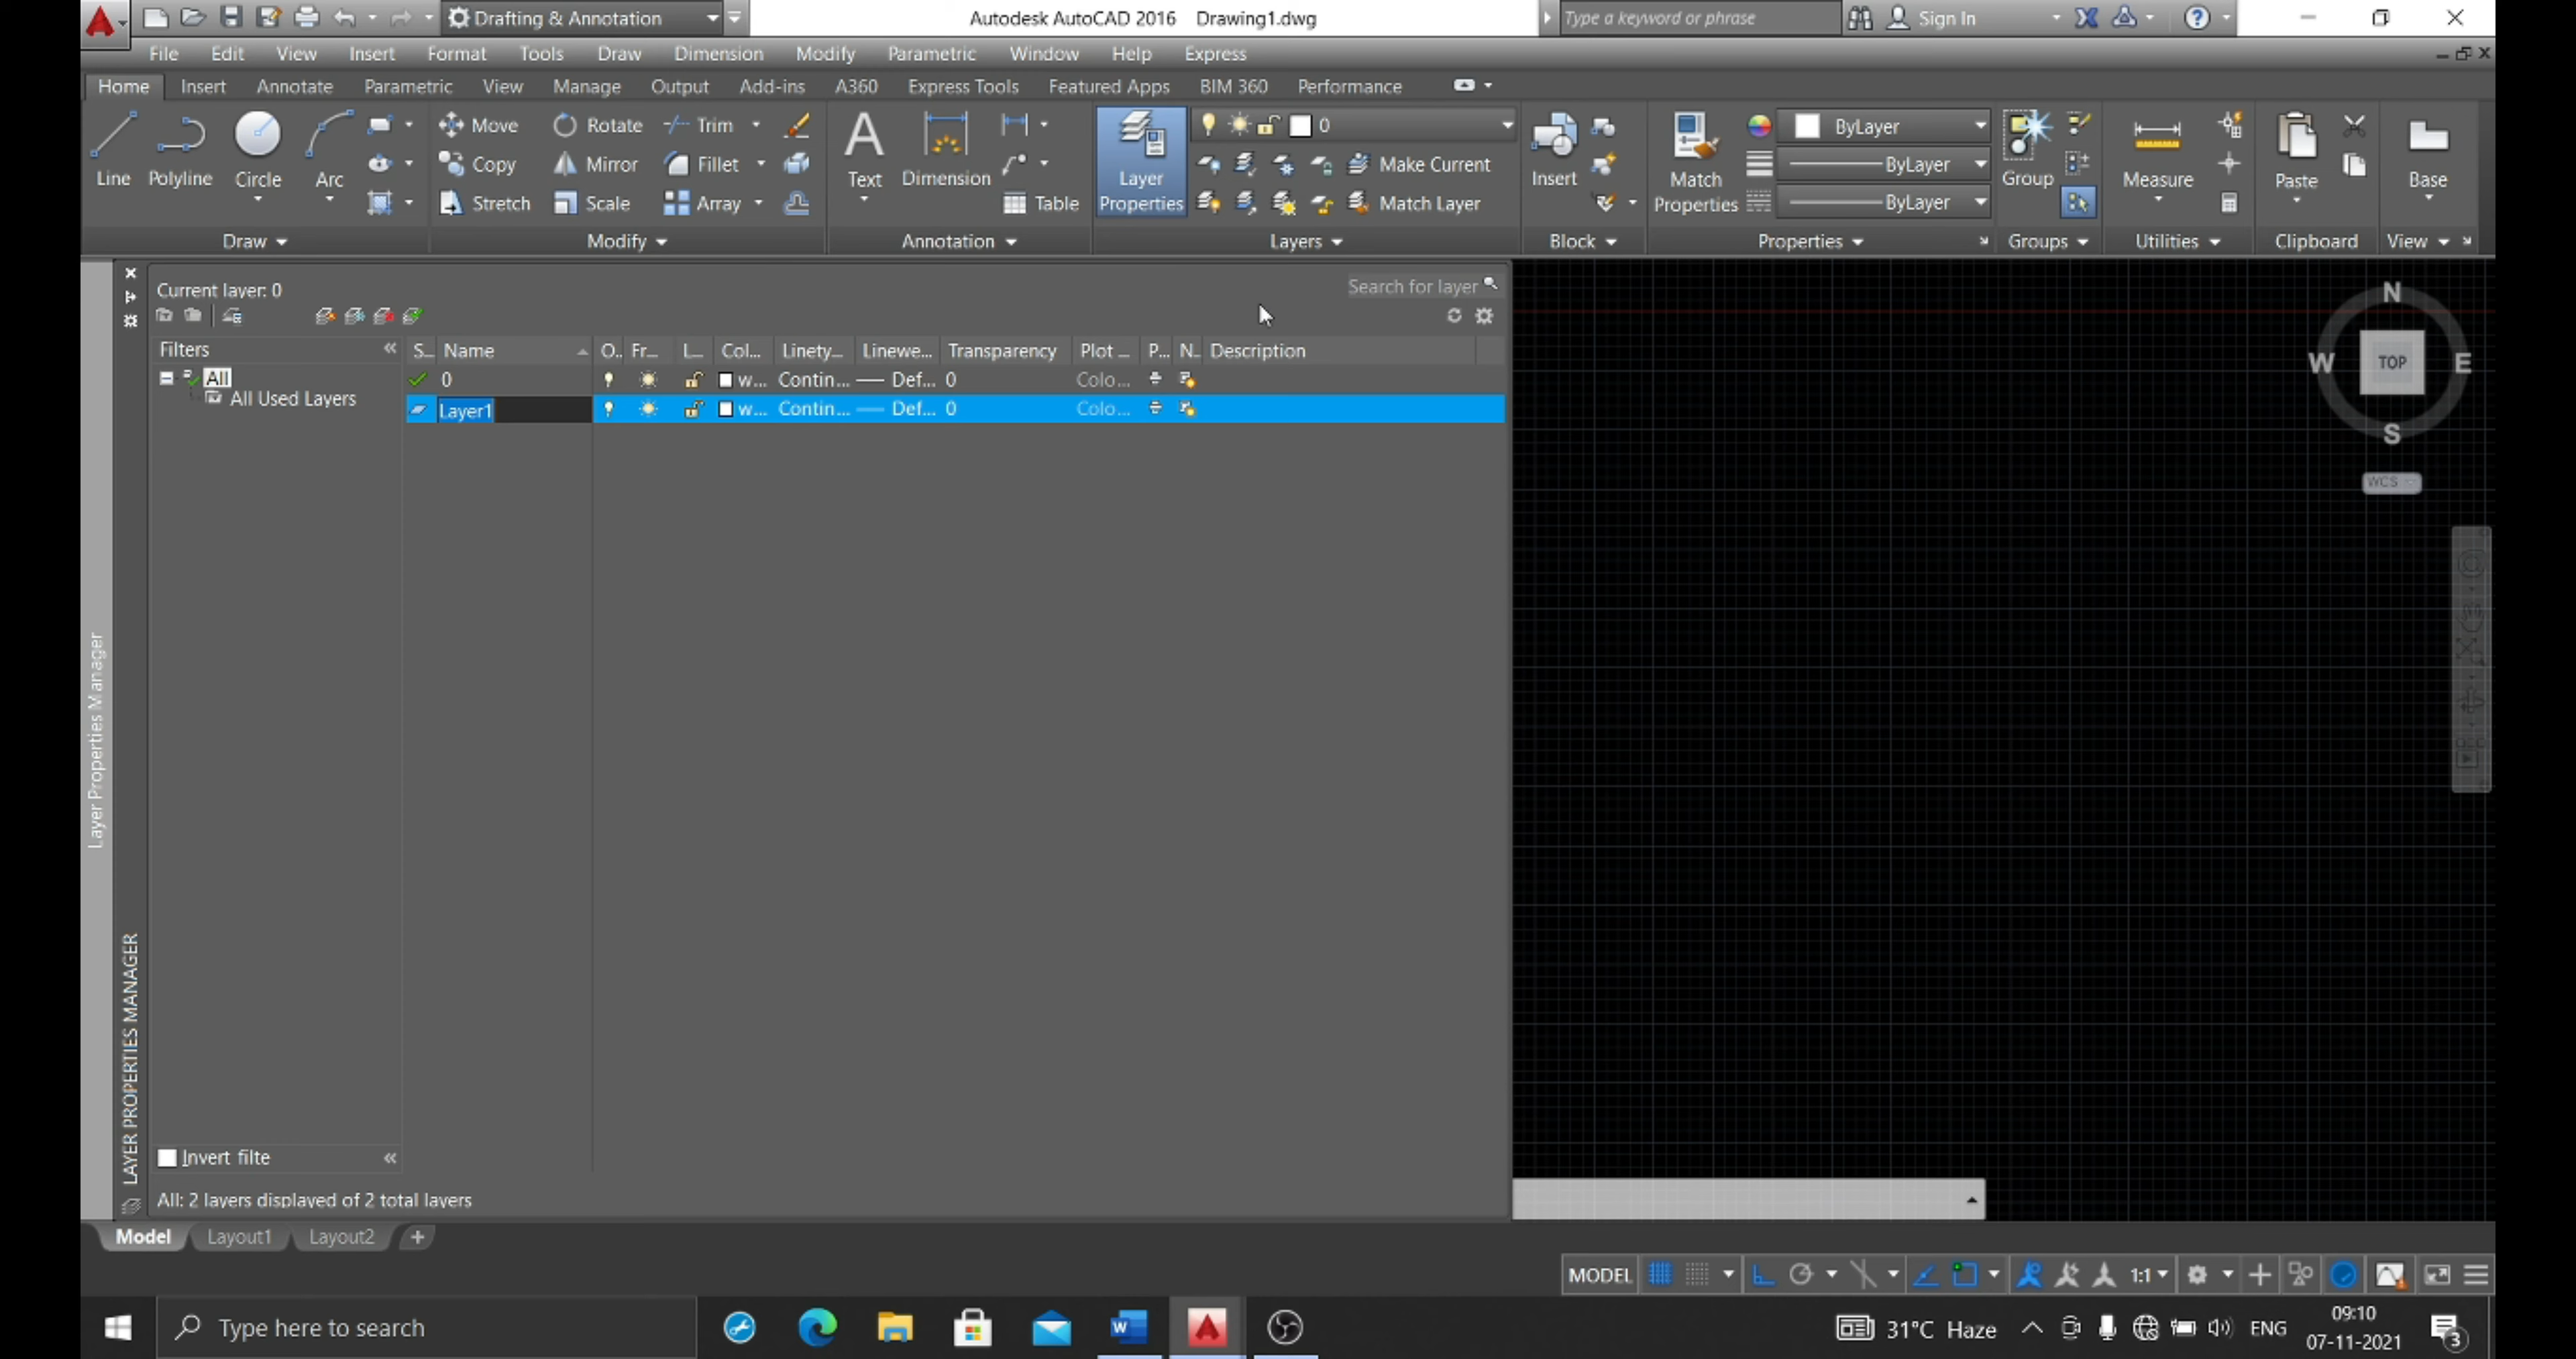 Drafting & Annotation
Autodesk AutoCAD 2016 Drawing1.dwg
Type a keyword or phrase
Sign In
File Edit View Insert Format Tools Draw Dimension Modify Parametric Window Help Express
Home Insert Annotate Parametric View Manage Output Add-ins A360 Express Tools Featured Apps BIM 360 Performance
Line Polyline Circle Arc
Move Rotate Trim
Copy Mirror Fillet
Stretch Scale Array
Text Dimension Table
Layer Properties
0
Make Current
Match Layer
Insert
Match Properties
ByLayer
ByLayer
ByLayer
Group
Measure
Paste
Base
Draw Modify Annotation Layers Block Properties Groups Utilities Clipboard View
Current layer: 0
Search for layer
Filters
All
All Used Layers
S... Name O.. Fr... L... Col... Linety... Linewe... Transparency Plot ... P... N.. Description
0 w... Contin... Def... 0 Colo...
Layer1 w... Contin... Def... 0 Colo...
Invert filte
All: 2 layers displayed of 2 total layers
Layer Properties Manager
LAYER PROPERTIES MANAGER
N
W TOP E
S
WCS
Model Layout1 Layout2 +
MODEL 1:1
Type here to search
31°C Haze
ENG
09:10
07-11-2021
3